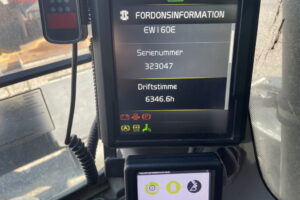 FORDONSINFORMATION
EW160E
Serienummer
323047
Driftstimme
6346.6h